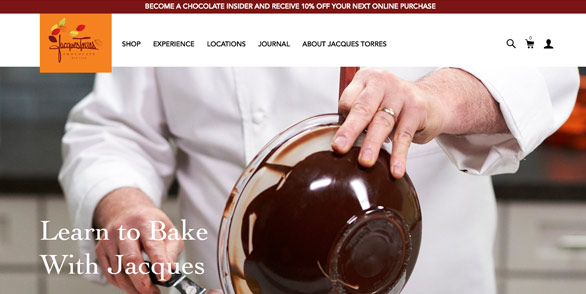 BECOME A CHOCOLATE INSIDER AND RECEIVE 10% OFF YOUR NEXT ONLINE PURCHASE
Jacques Torres
CHOCOLATE
SHOP EXPERIENCE LOCATIONS JOURNAL ABOUT JACQUES TORRES
0
Learn to Bake
With Jacques